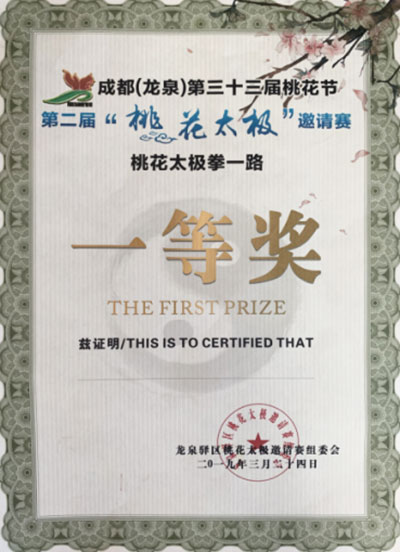 成都(龙泉)第三十三届桃花节
第二届“桃花太极”邀请赛
桃花太极拳一路
一等奖
THE FIRST PRIZE
兹证明/THIS IS TO CERTIFIED THAT
龙泉驿区桃花太极邀请赛组委会
二〇一九年三月二十四日